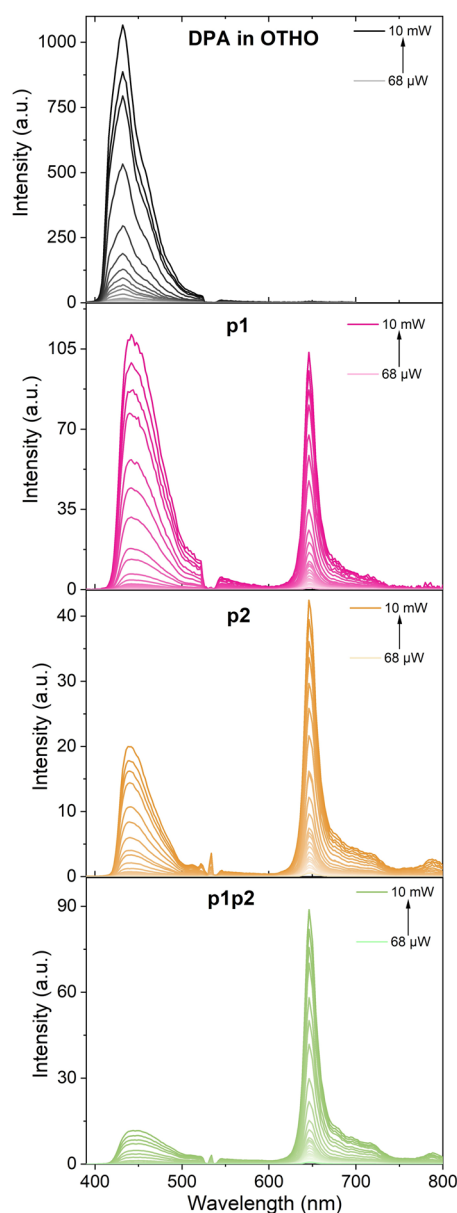 DPA in OTHO
10 mW
68 µW
1000
750
500
250
0
Intensity (a.u.)
p1
10 mW
68 µW
105
70
35
0
Intensity (a.u.)
p2
10 mW
68 µW
40
30
20
10
0
Intensity (a.u.)
p1p2
10 mW
68 µW
90
60
30
0
Intensity (a.u.)
400 500 600 700 800
Wavelength (nm)